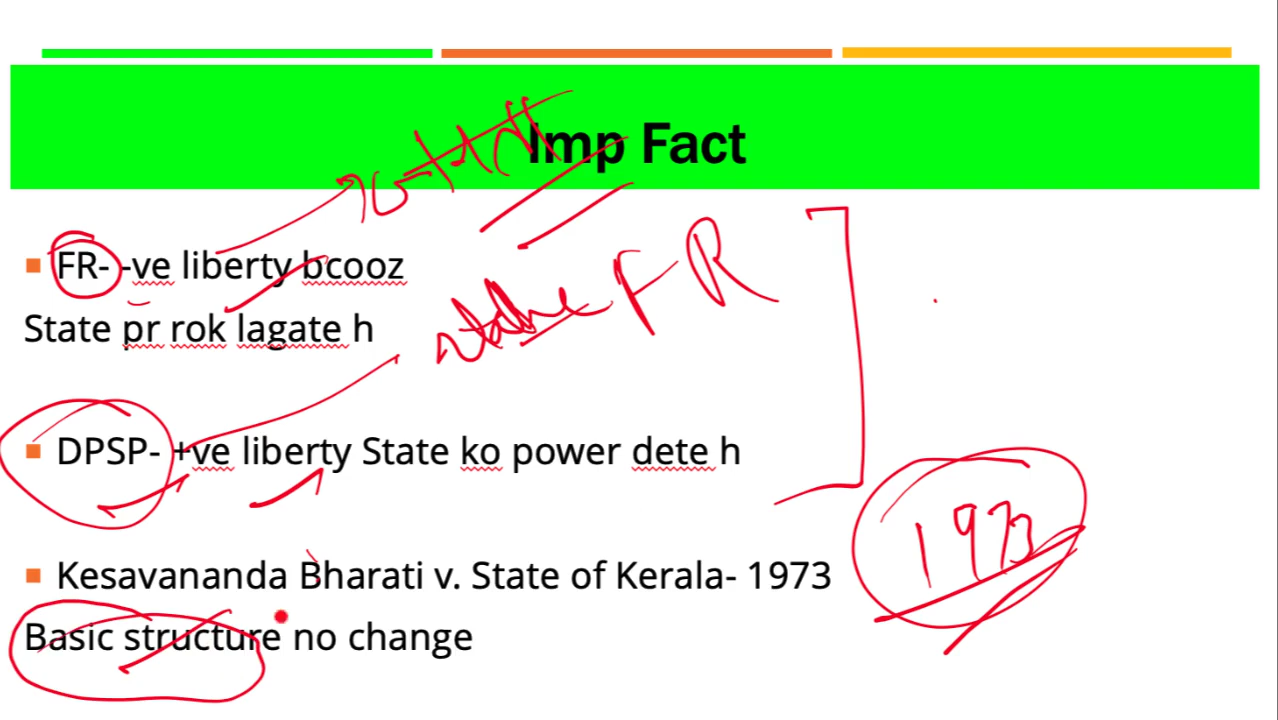 Imp Fact
FR- -ve liberty bcooz
State pr rok lagate h
FR
DPSP- +ve liberty State ko power dete h
1973
Kesavananda Bharati v. State of Kerala- 1973
Basic structure no change